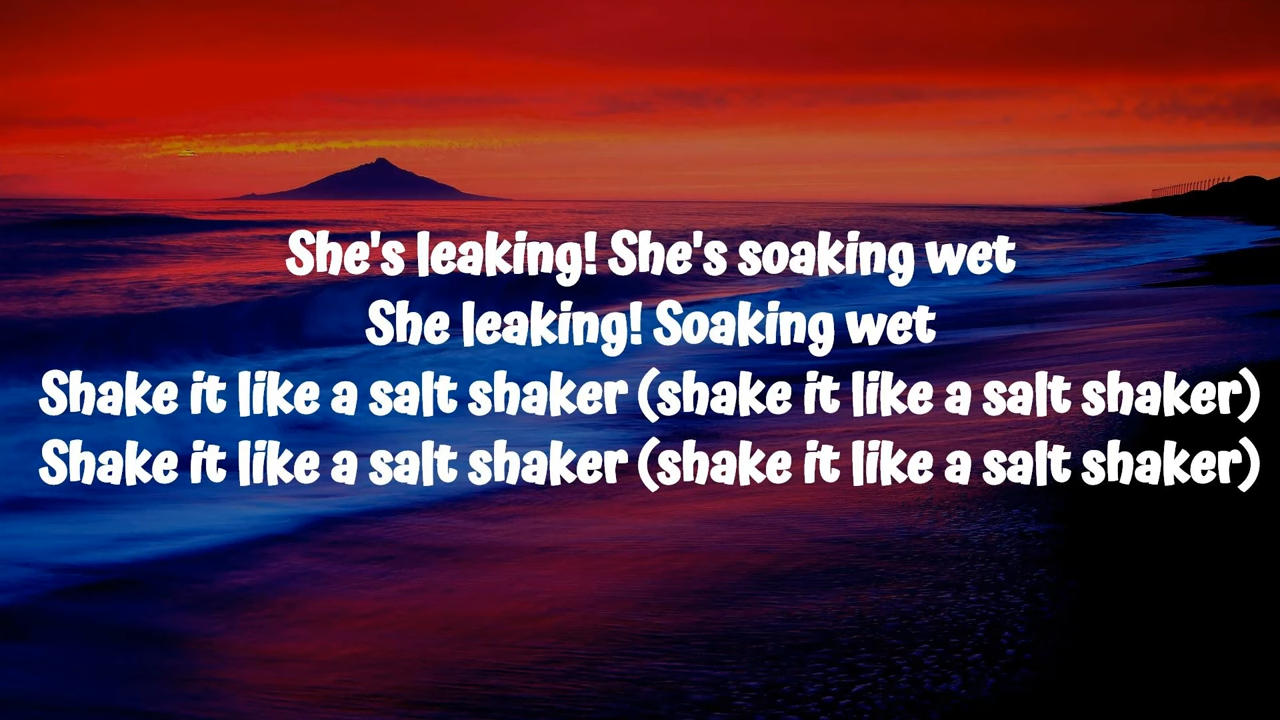 She's leaking! She's soaking wet
She leaking! Soaking wet
Shake it like a salt shaker (shake it like a salt shaker)
Shake it like a salt shaker (shake it like a salt shaker)